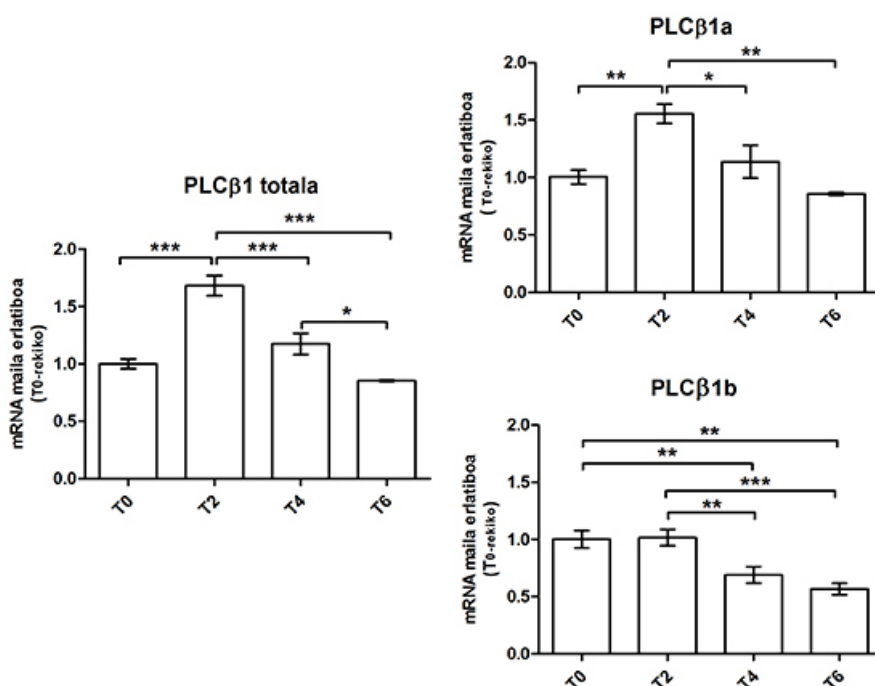 PLCβ1 totala
mRNA maila erlatiboa
(T0-rekiko)
2.0
1.5
1.0
0.5
0.0
***
***
***
*
T0
T2
T4
T6
PLCβ1a
mRNA maila erlatiboa
( T0-rekiko)
2.0
1.5
1.0
0.5
0.0
**
**
*
T0
T2
T4
T6
PLCβ1b
mRNA maila erlatiboa
(T0-rekiko)
2.0
1.5
1.0
0.5
0.0
**
**
***
**
T0
T2
T4
T6